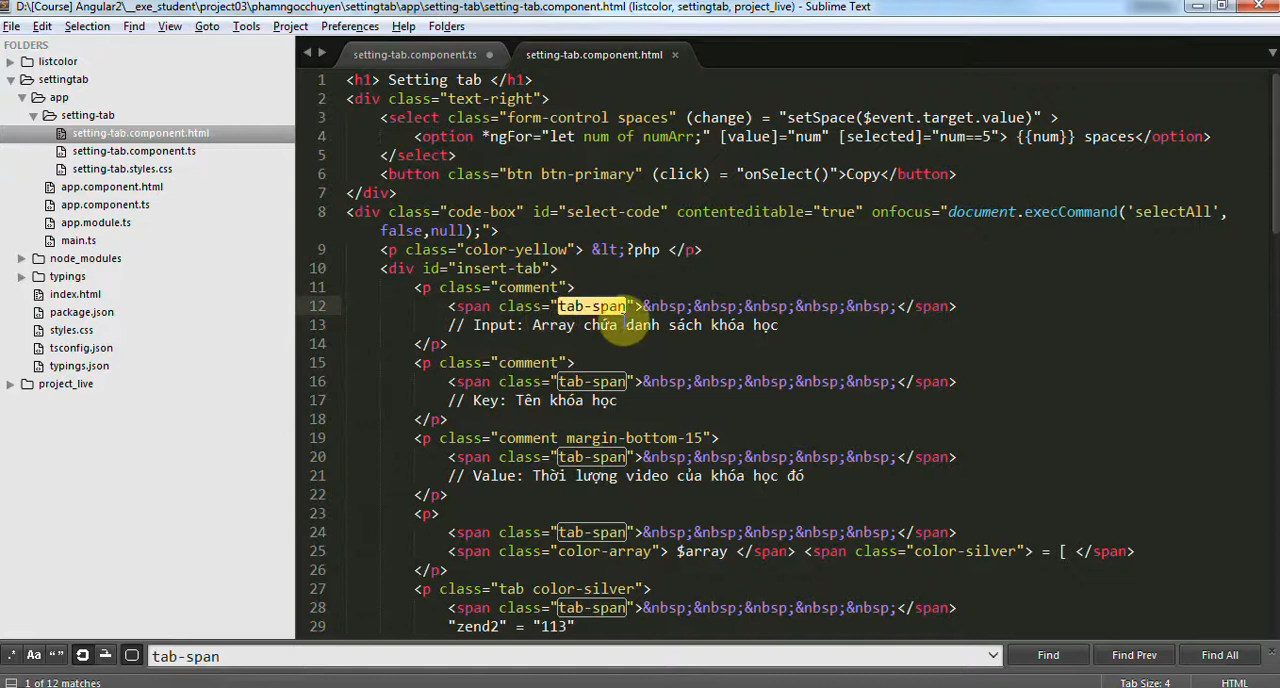 D:\[Course] Angular2\__exe_student\project03\phamngocchuyen\settingtab\app\setting-tab\setting-tab.component.html (listcolor, settingtab, project_live) - Sublime Text
File Edit Selection Find View Goto Tools Project Preferences Help Folders
FOLDERS
listcolor
settingtab
app
setting-tab
setting-tab.component.html
setting-tab.component.ts
setting-tab.styles.css
app.component.html
app.component.ts
app.module.ts
main.ts
node_modules
typings
index.html
package.json
styles.css
tsconfig.json
typings.json
project_live
setting-tab.component.ts
setting-tab.component.html
1 <h1> Setting tab </h1>
2 <div class="text-right">
3 <select class="form-control spaces" (change) = "setSpace($event.target.value)" >
4 <option *ngFor="let num of numArr;" [value]="num" [selected]="num==5"> {{num}} spaces</option>
5 </select>
6 <button class="btn btn-primary" (click) = "onSelect()">Copy</button>
7 </div>
8 <div class="code-box" id="select-code" contenteditable="true" onfocus="document.execCommand('selectAll',
false,null);">
9 <p class="color-yellow"> &lt;?php </p>
10 <div id="insert-tab">
11 <p class="comment">
12 <span class="tab-span">&nbsp;&nbsp;&nbsp;&nbsp;&nbsp;</span>
13 // Input: Array chứa danh sách khóa học
14 </p>
15 <p class="comment">
16 <span class="tab-span">&nbsp;&nbsp;&nbsp;&nbsp;&nbsp;</span>
17 // Key: Tên khóa học
18 </p>
19 <p class="comment margin-bottom-15">
20 <span class="tab-span">&nbsp;&nbsp;&nbsp;&nbsp;&nbsp;</span>
21 // Value: Thời lượng video của khóa học đó
22 </p>
23 <p>
24 <span class="tab-span">&nbsp;&nbsp;&nbsp;&nbsp;&nbsp;</span>
25 <span class="color-array"> $array </span> <span class="color-silver"> = [ </span>
26 </p>
27 <p class="tab color-silver">
28 <span class="tab-span">&nbsp;&nbsp;&nbsp;&nbsp;&nbsp;</span>
29 "zend2" = "113"
.* Aa “ ” tab-span Find Find Prev Find All
1 of 12 matches Tab Size: 4 HTML